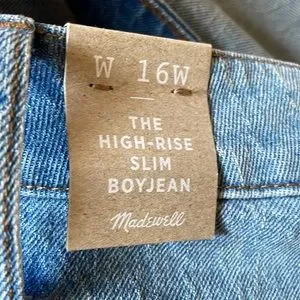 W 16W
THE
HIGH-RISE
SLIM
BOYJEAN
Madewell